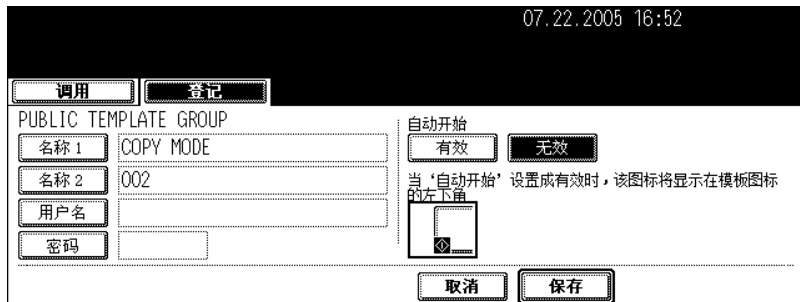 07.22.2005 16:52
调用 登记
PUBLIC TEMPLATE GROUP
名称 1 COPY MODE
名称 2 002
用户名
密码
自动开始
有效 无效
当‘自动开始’设置成有效时，该图标将显示在模板图标
的左下角
取消 保存